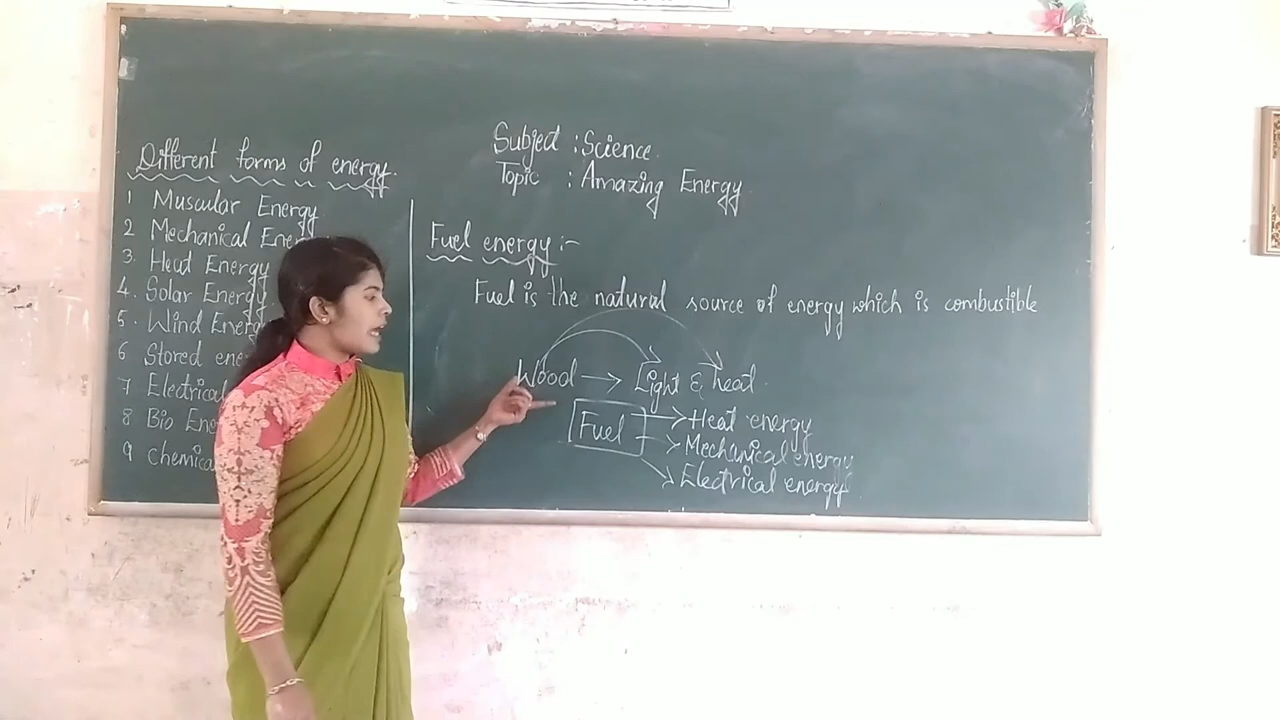 Subject : Science.
Topic : Amazing Energy
Different forms of energy.
1 Muscular Energy
2 Mechanical
3. Heat Energy
4. Solar Energy.
5. Wind
6 Stored
7 Electrical
8 Bio
9 chemical
Fuel energy :-
Fuel is the natural source of energy which is combustible
Wood → Light & heat.
Fuel → Heat energy
→ Mechanical energy
→ Electrical energy